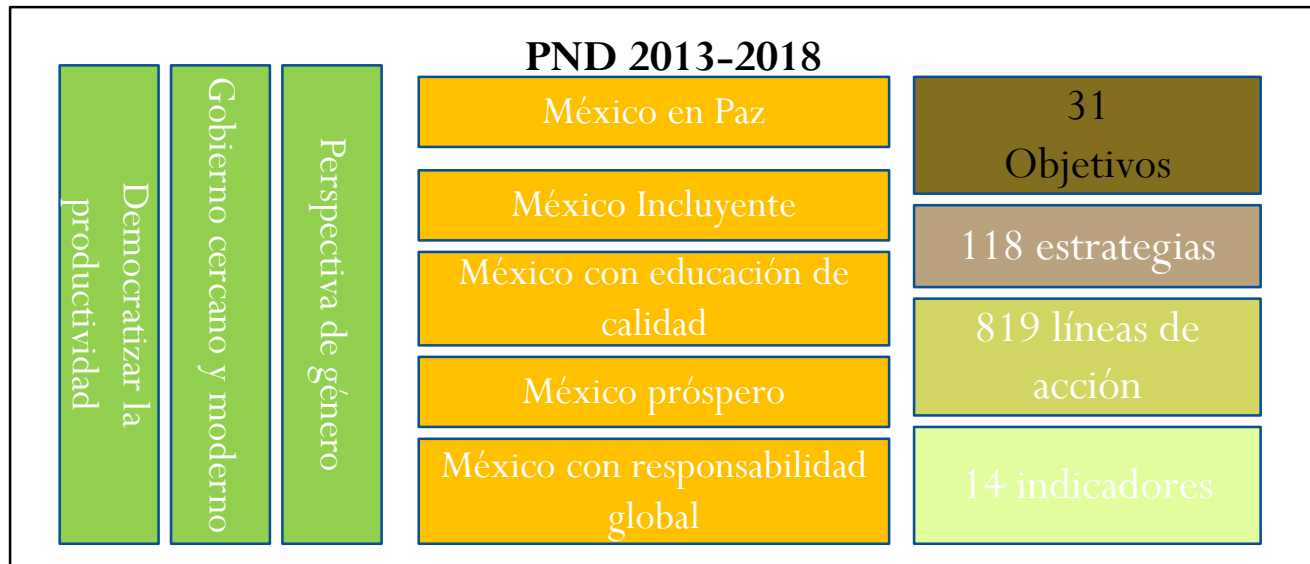 PND 2013-2018
Democratizar la
productividad
Gobierno cercano y moderno
Perspectiva de género
México en Paz
México Incluyente
México con educación de
calidad
México próspero
México con responsabilidad
global
31
Objetivos
118 estrategias
819 líneas de
acción
14 indicadores